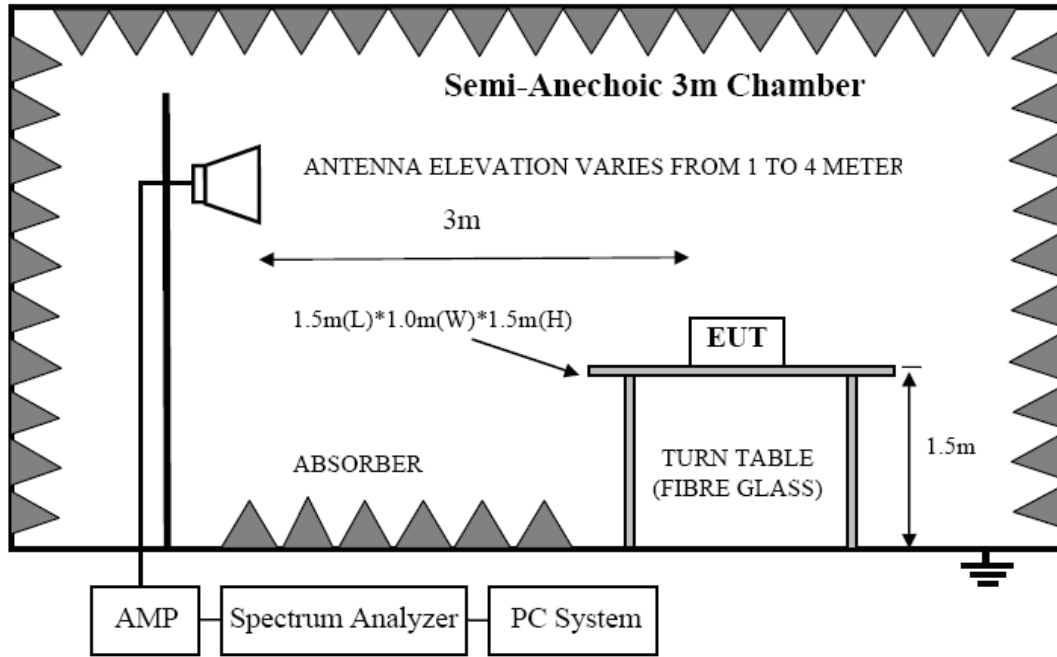 Semi-Anechoic 3m Chamber
ANTENNA ELEVATION VARIES FROM 1 TO 4 METER
3m
1.5m(L)*1.0m(W)*1.5m(H)
EUT
ABSORBER
TURN TABLE
(FIBRE GLASS)
1.5m
AMP
Spectrum Analyzer
PC System